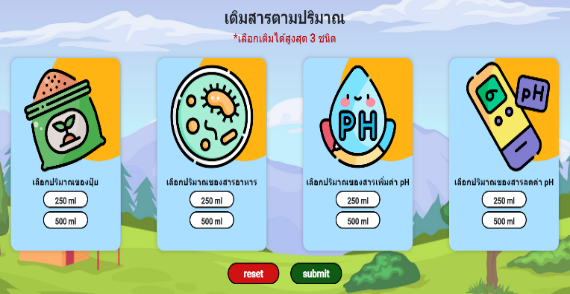 เติมสารตามปริมาณ
*เลือกเติมได้สูงสุด 3 ชนิด
PH
σ
pH
เลือกปริมาณของปุ๋ย
250 ml
500 ml
เลือกปริมาณของสารอาหาร
250 ml
500 ml
เลือกปริมาณของสารเพิ่มค่า pH
250 ml
500 ml
เลือกปริมาณของสารลดค่า pH
250 ml
500 ml
reset
submit